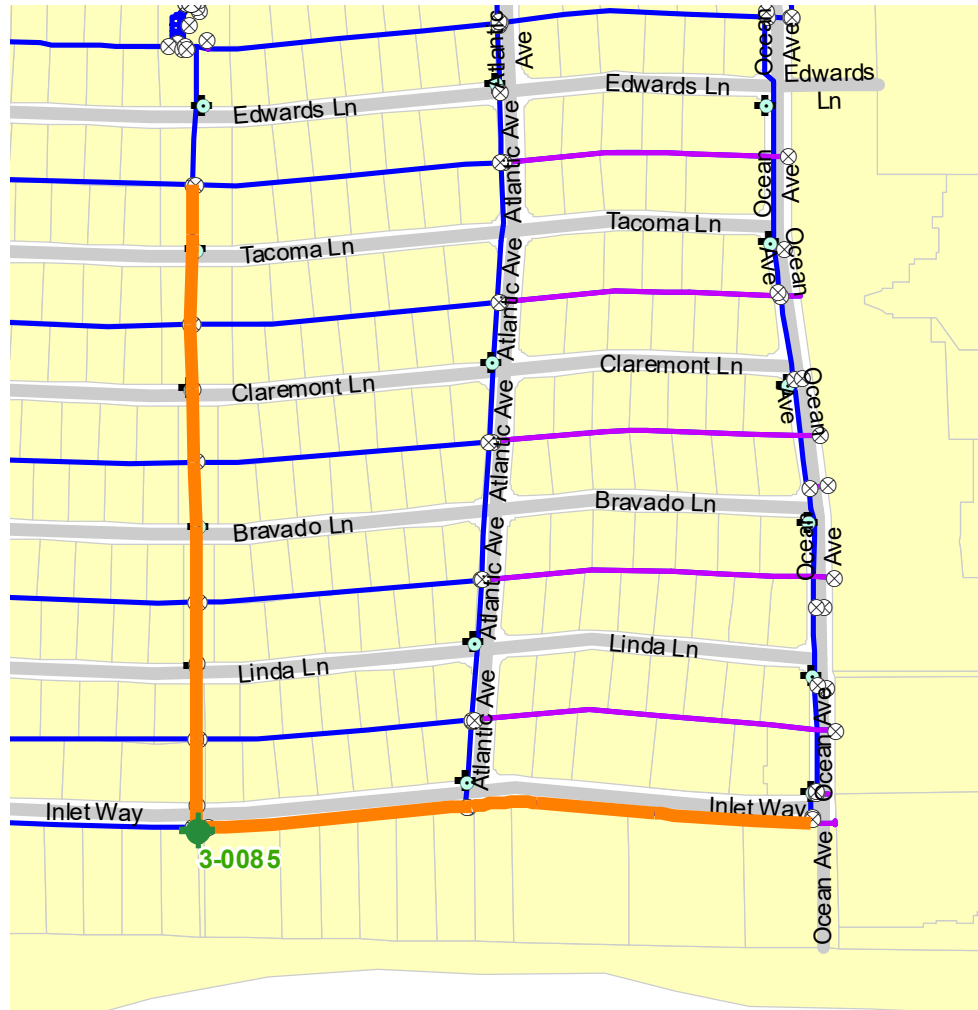 Atlantic
Ave
Ocean
Ave
Edwards Ln
Edwards Ln
Edwards
Ln
Atlantic Ave
Ocean
Ave
Tacoma Ln
Tacoma Ln
Atlantic Ave
Ocean
Ave
Claremont Ln
Claremont Ln
Atlantic Ave
Ocean
Ave
Bravado Ln
Bravado Ln
Atlantic Ave
Ocean
Ave
Linda Ln
Linda Ln
Atlantic Ave
Ocean Ave
Inlet Way
Inlet Way
3-0085
Ocean Ave